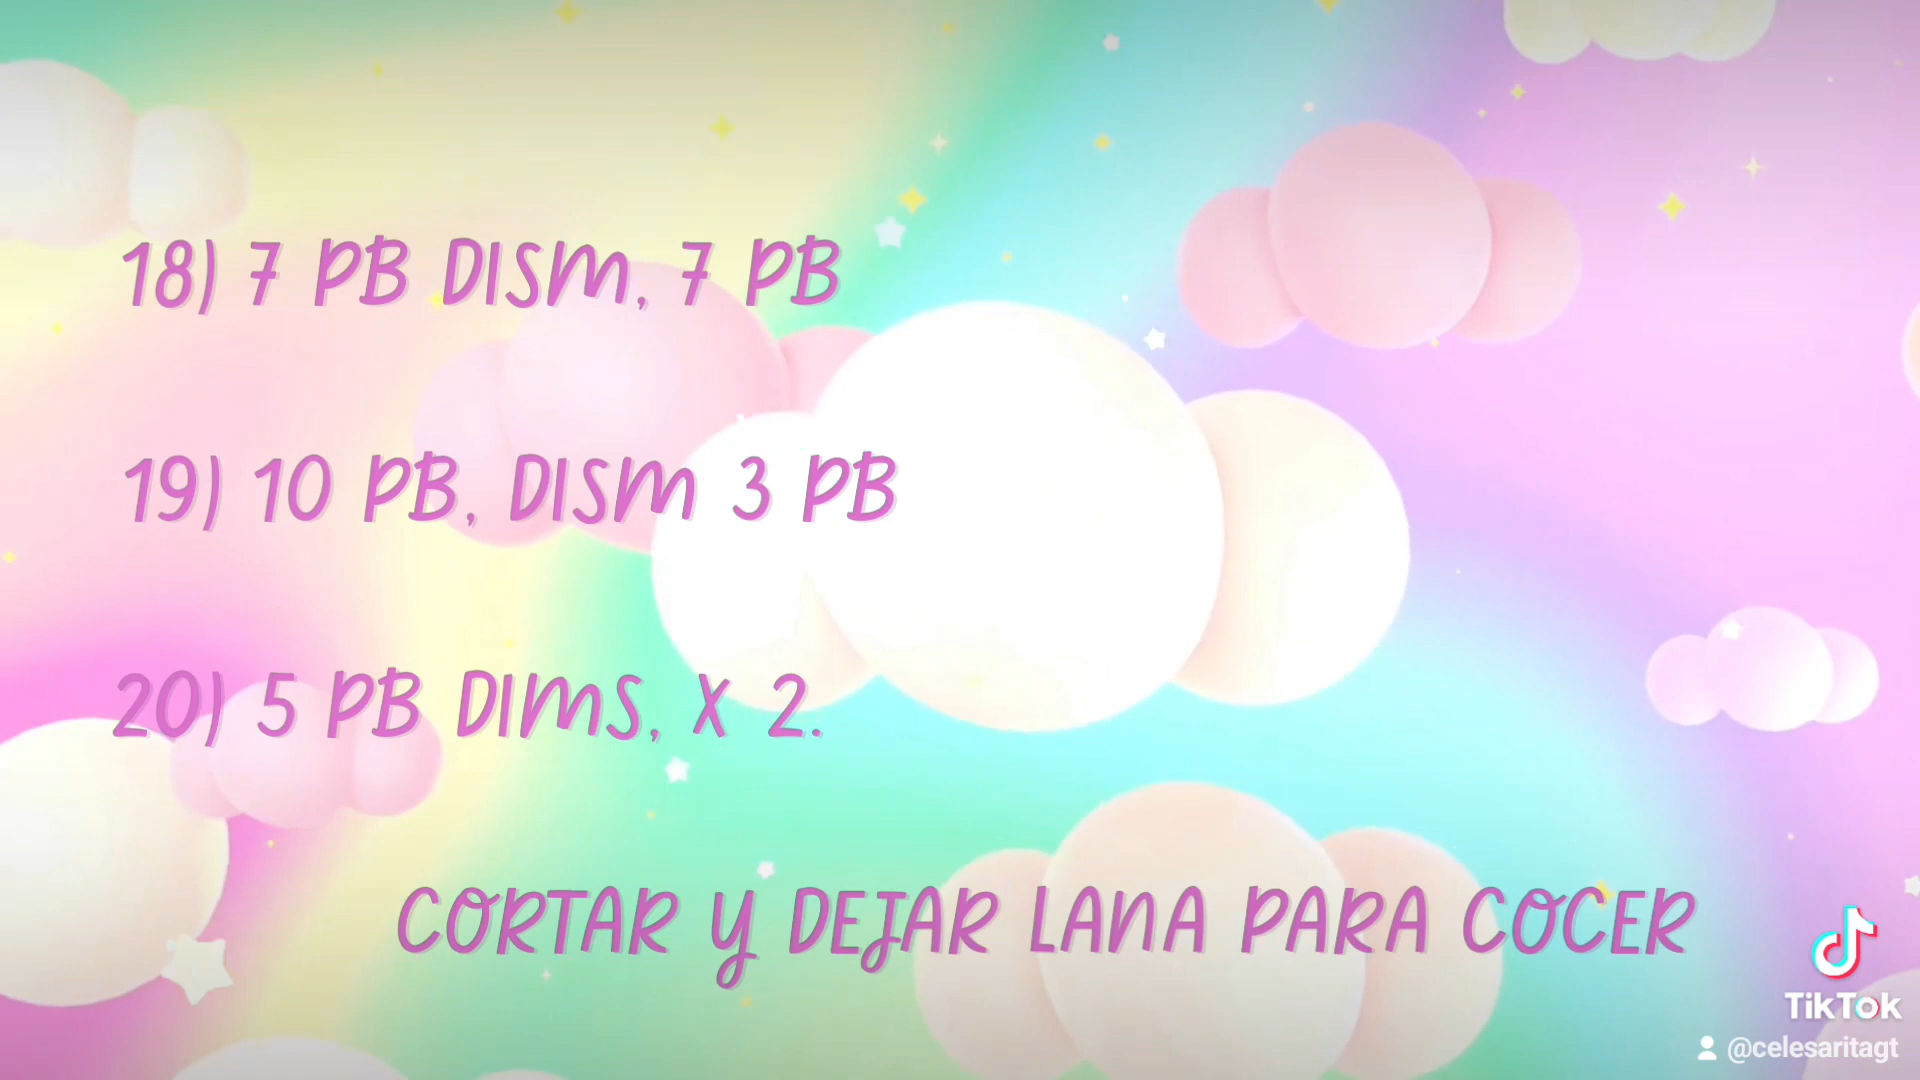 18) 7 PB DISM, 7 PB
19) 10 PB, DISM 3 PB
20) 5 PB DIMS, X 2.
CORTAR Y DEJAR LANA PARA COCER
TikTok
@celesaritagt